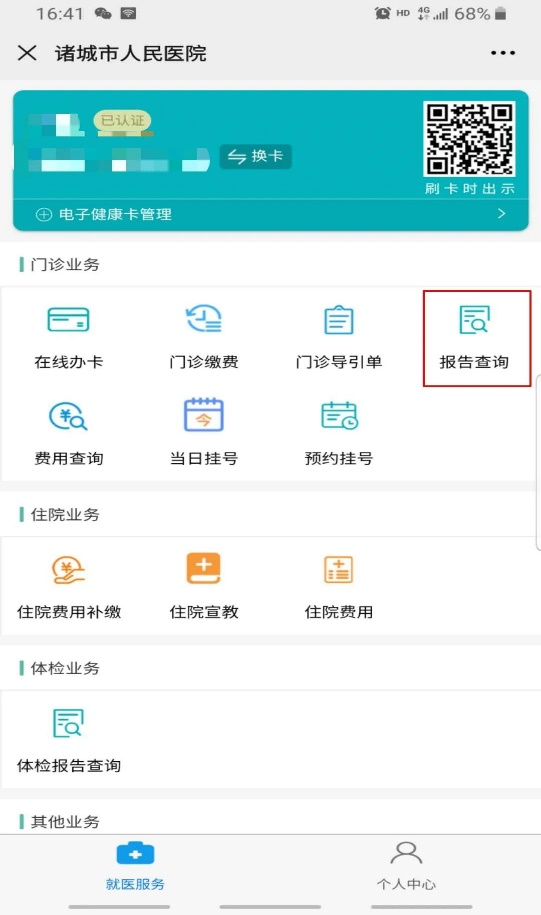 16:41 HD 4G 68%
诸城市人民医院
已认证
换卡
刷卡时出示
电子健康卡管理
门诊业务
在线办卡 门诊缴费 门诊导引单 报告查询
费用查询 当日挂号 预约挂号
住院业务
住院费用补缴 住院宣教 住院费用
体检业务
体检报告查询
其他业务
就医服务 个人中心